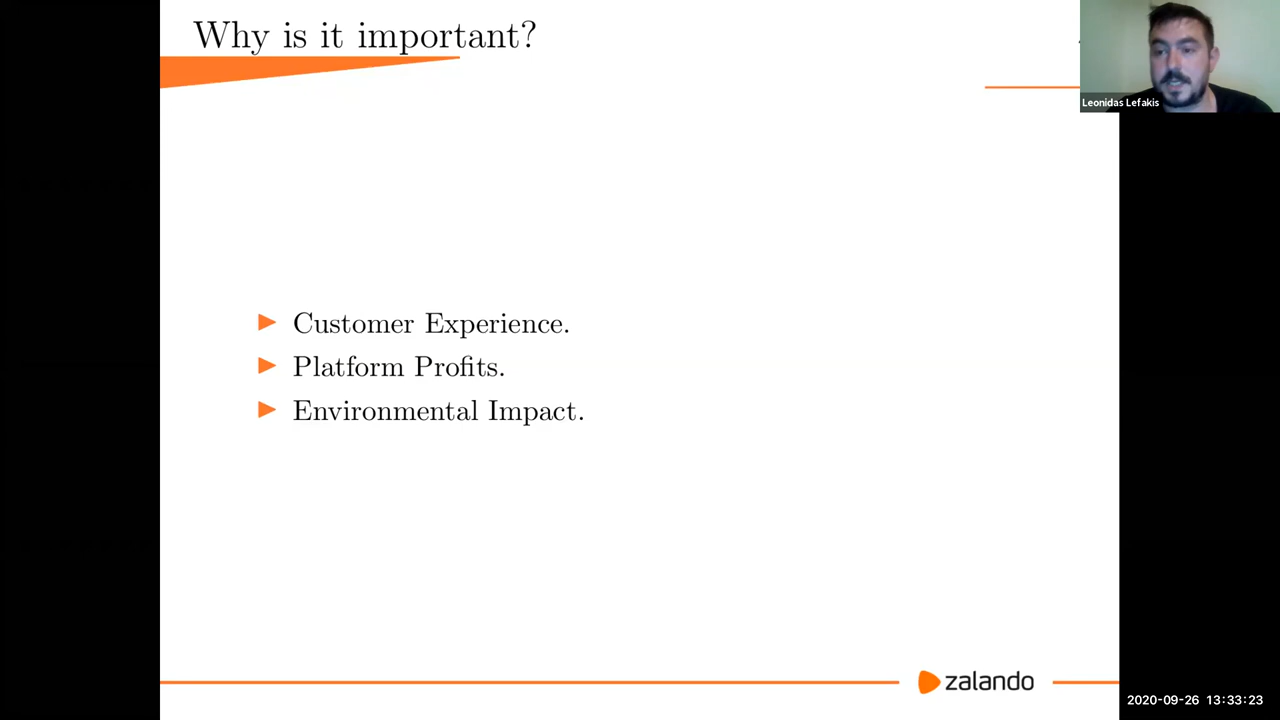 Why is it important?
Leonidas Lefakis
Customer Experience.
Platform Profits.
Environmental Impact.
zalando
2020-09-26 13:33:23